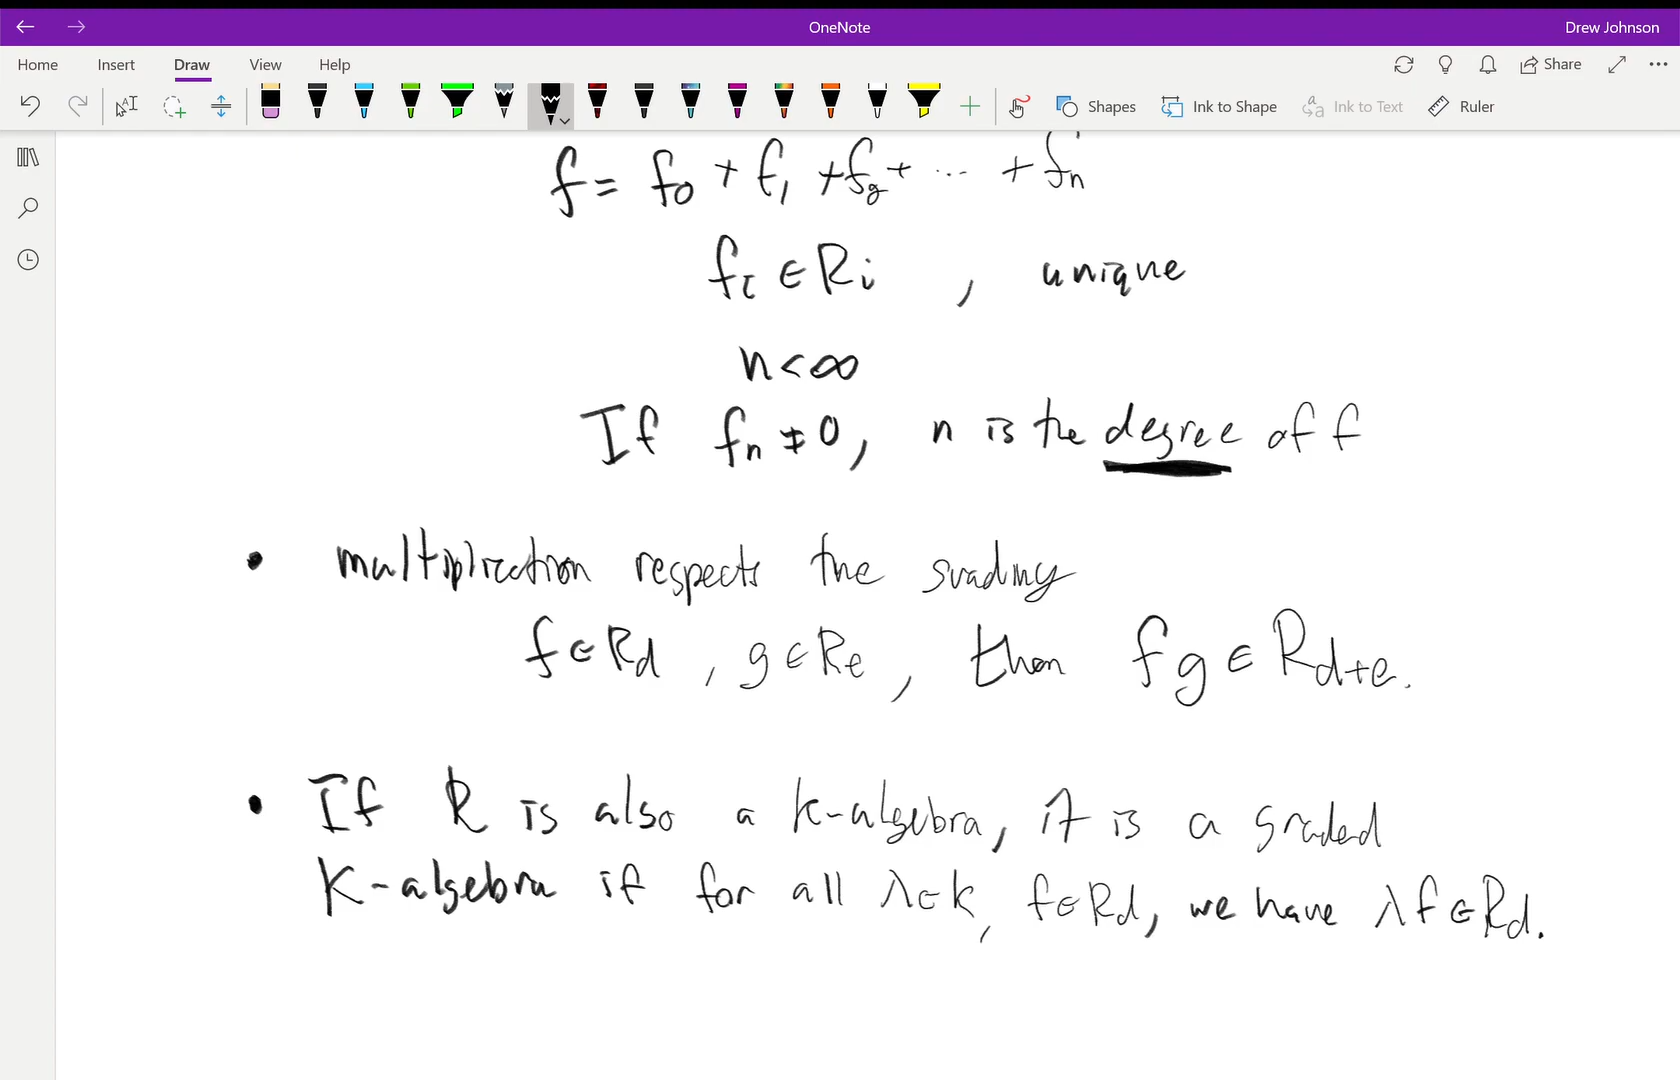 OneNote
Drew Johnson
Home Insert Draw View Help
Share
Shapes Ink to Shape Ink to Text Ruler
f = f₀ + f₁ + f₂ + ... + fₙ
fᵢ ∈ Rᵢ , unique
n < ∞
If fₙ ≠ 0, n is the degree of f
• multiplication respects the grading
f ∈ R_d , g ∈ R_e , then fg ∈ R_{d+e}.
• If R is also a k-algebra, it is a graded
K-algebra if for all λ ∈ k, f ∈ R_d, we have λf ∈ R_d.